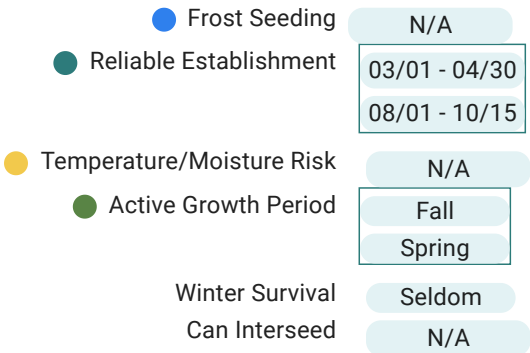 Frost Seeding N/A
Reliable Establishment 03/01 - 04/30
08/01 - 10/15
Temperature/Moisture Risk N/A
Active Growth Period Fall
Spring
Winter Survival Seldom
Can Interseed N/A